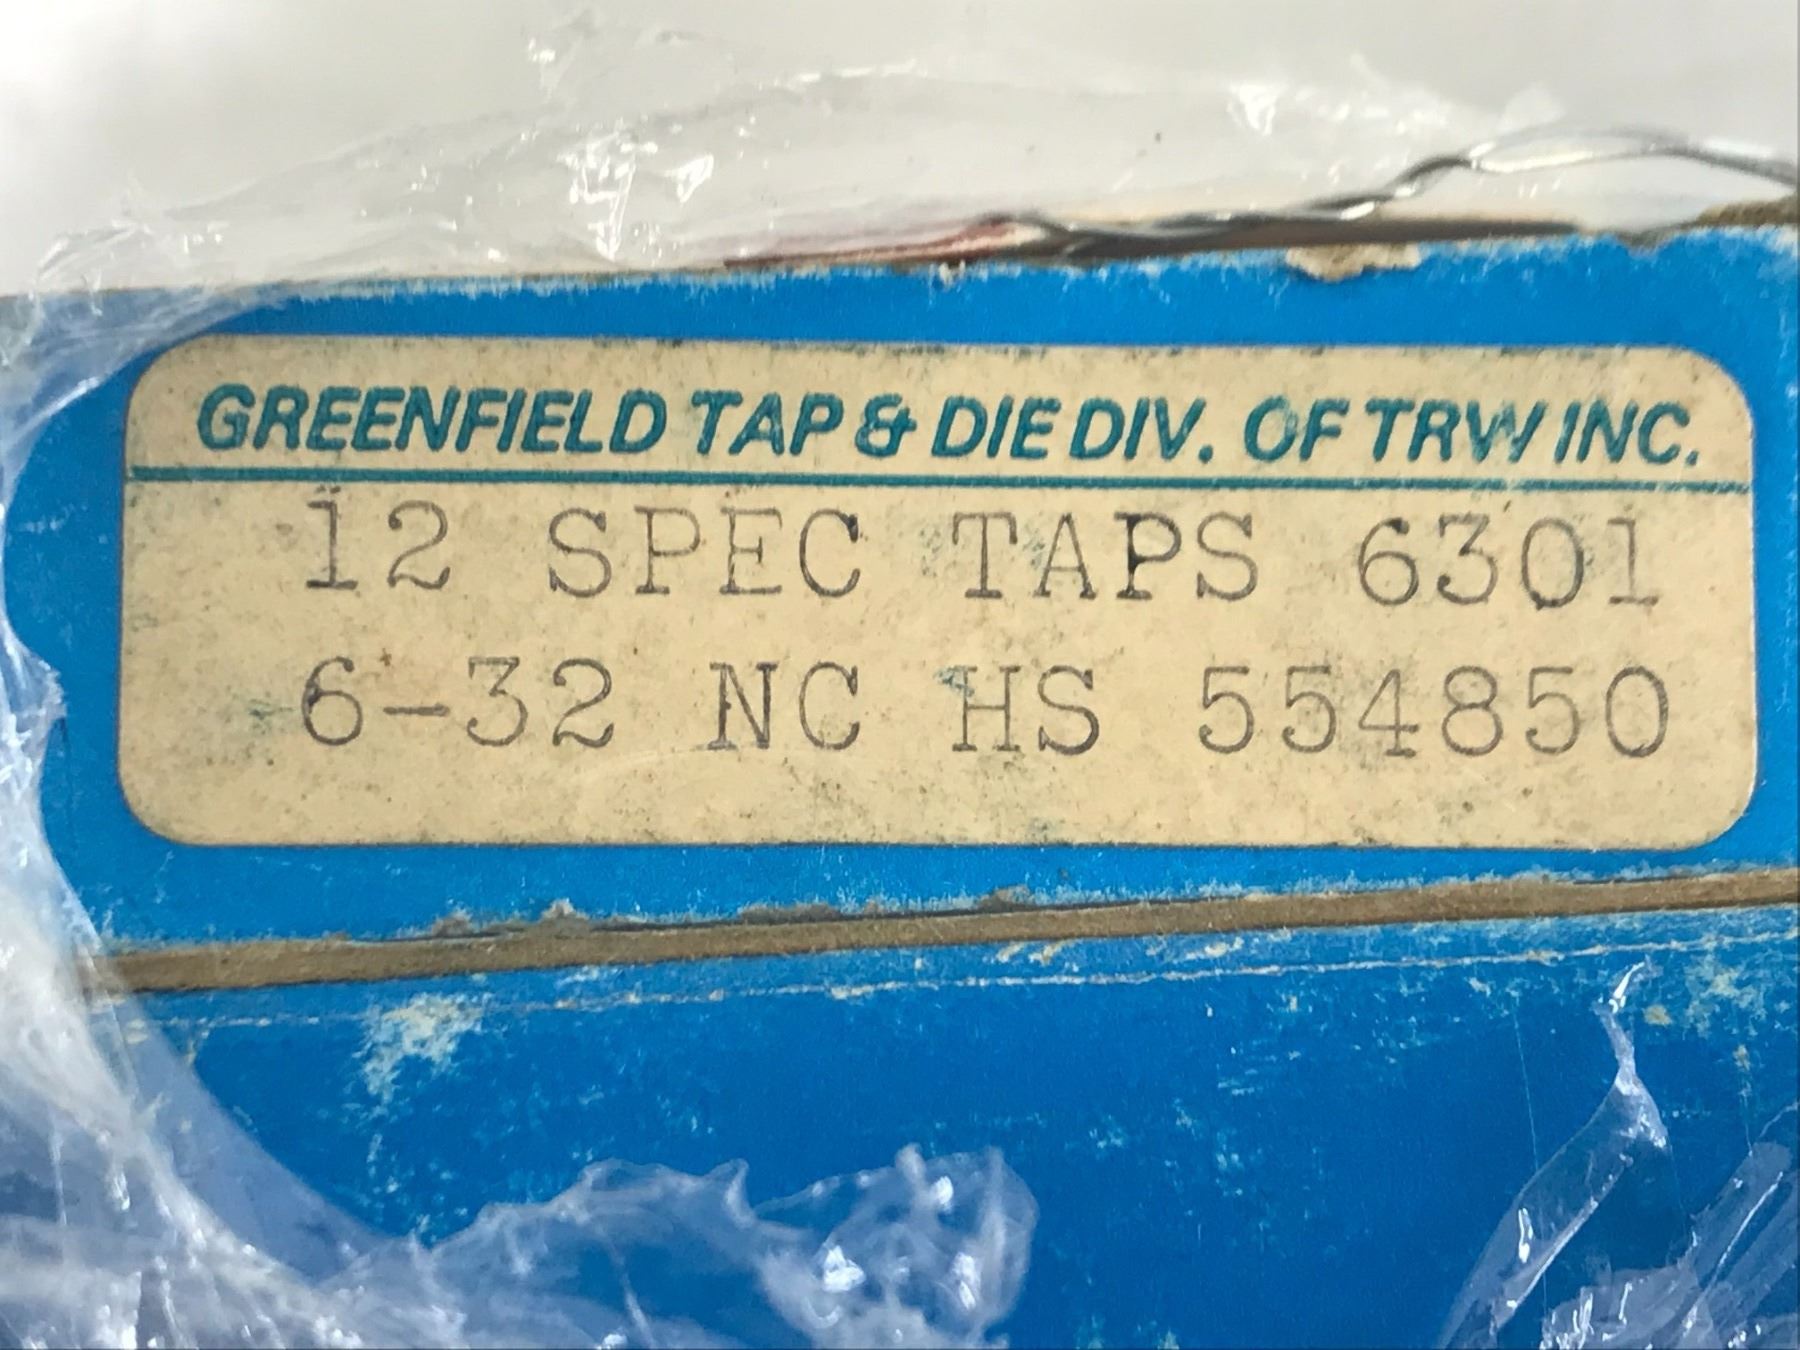 GREENFIELD TAP & DIE DIV. OF TRW INC.
12 SPEC TAPS 6301
6-32 NC HS 554850